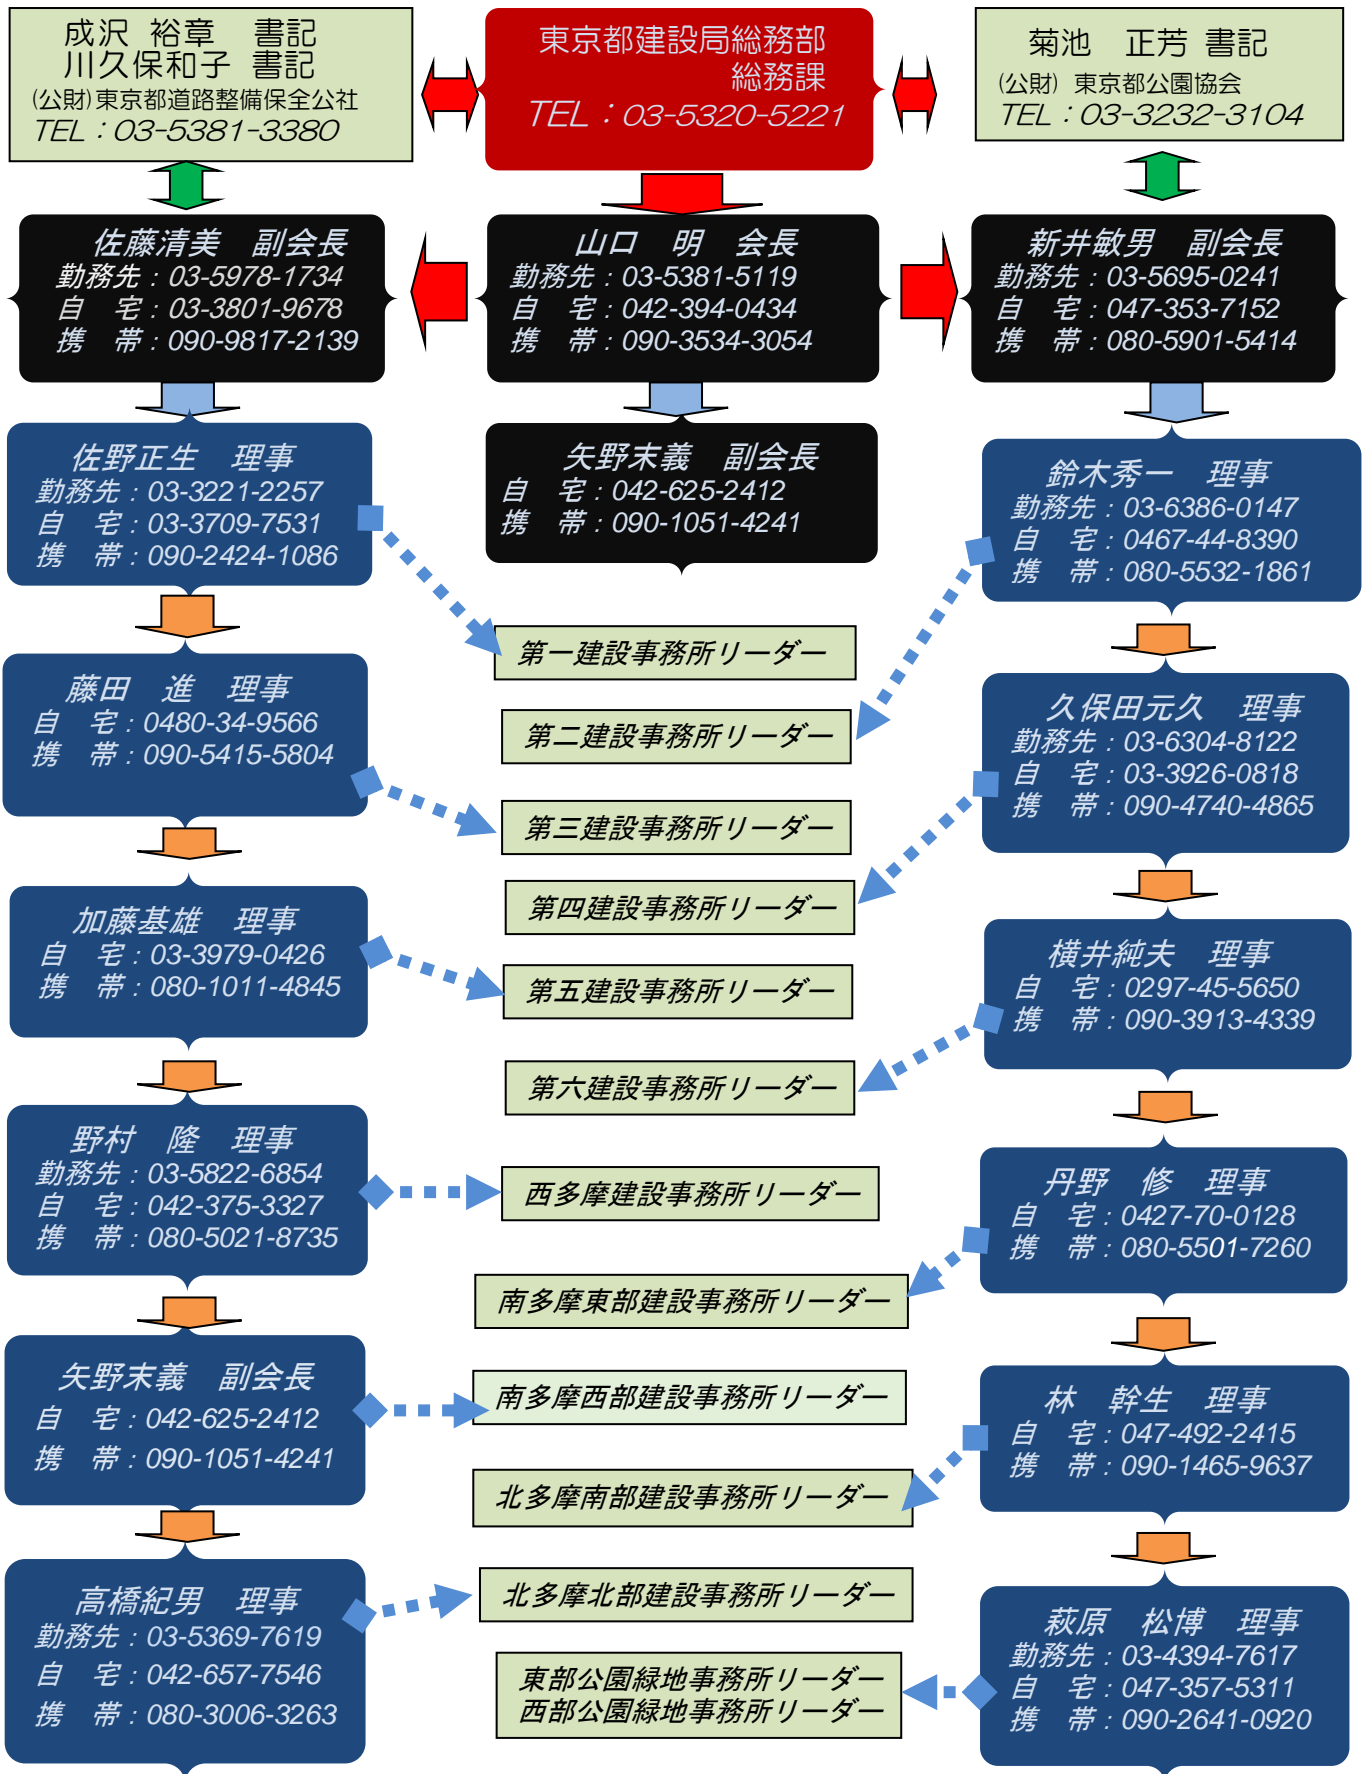 成沢 裕章　書記
川久保和子 書記
(公財)東京都道路整備保全公社
TEL：03-5381-3380
東京都建設局総務部
総務課
TEL：03-5320-5221
菊池　正芳 書記
(公財) 東京都公園協会
TEL：03-3232-3104
佐藤清美　副会長
勤務先：03-5978-1734
自　宅：03-3801-9678
携　帯：090-9817-2139
山口　明　会長
勤務先：03-5381-5119
自　宅：042-394-0434
携　帯：090-3534-3054
新井敏男　副会長
勤務先：03-5695-0241
自　宅：047-353-7152
携　帯：080-5901-5414
佐野正生　理事
勤務先：03-3221-2257
自　宅：03-3709-7531
携　帯：090-2424-1086
矢野末義　副会長
自　宅：042-625-2412
携　帯：090-1051-4241
鈴木秀一　理事
勤務先：03-6386-0147
自　宅：0467-44-8390
携　帯：080-5532-1861
第一建設事務所リーダー
藤田　進　理事
自　宅：0480-34-9566
携　帯：090-5415-5804
第二建設事務所リーダー
久保田元久　理事
勤務先：03-6304-8122
自　宅：03-3926-0818
携　帯：090-4740-4865
第三建設事務所リーダー
第四建設事務所リーダー
加藤基雄　理事
自　宅：03-3979-0426
携　帯：080-1011-4845
第五建設事務所リーダー
横井純夫　理事
自　宅：0297-45-5650
携　帯：090-3913-4339
第六建設事務所リーダー
野村　隆　理事
勤務先：03-5822-6854
自　宅：042-375-3327
携　帯：080-5021-8735
西多摩建設事務所リーダー
丹野　修　理事
自　宅：0427-70-0128
携　帯：080-5501-7260
南多摩東部建設事務所リーダー
矢野末義　副会長
自　宅：042-625-2412
携　帯：090-1051-4241
南多摩西部建設事務所リーダー
林　幹生　理事
自　宅：047-492-2415
携　帯：090-1465-9637
北多摩南部建設事務所リーダー
高橋紀男　理事
勤務先：03-5369-7619
自　宅：042-657-7546
携　帯：080-3006-3263
北多摩北部建設事務所リーダー
萩原　松博　理事
勤務先：03-4394-7617
自　宅：047-357-5311
携　帯：090-2641-0920
東部公園緑地事務所リーダー
西部公園緑地事務所リーダー